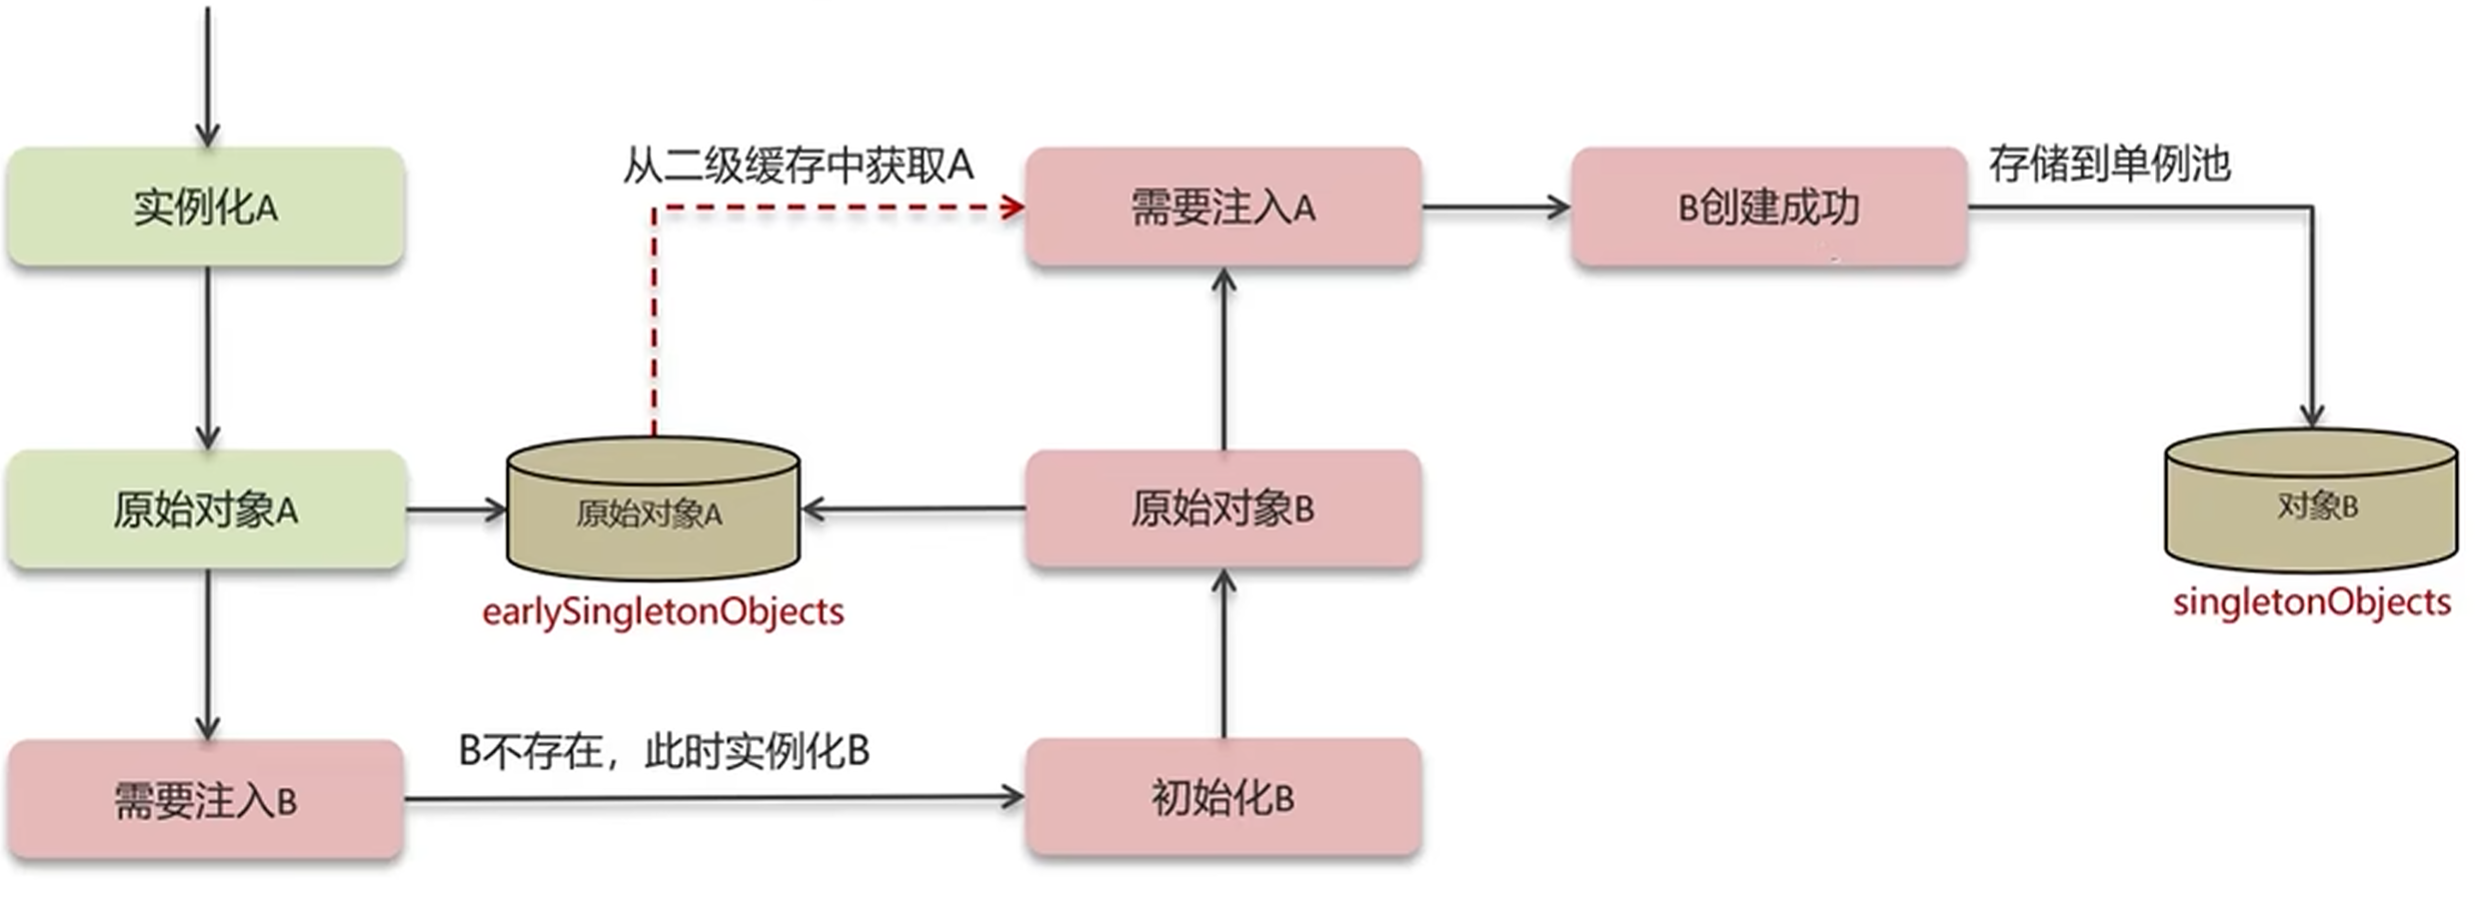 从二级缓存中获取A
存储到单例池
实例化A
需要注入A
B创建成功
原始对象A
原始对象A
原始对象B
对象B
earlySingletonObjects
singletonObjects
B不存在，此时实例化B
需要注入B
初始化B